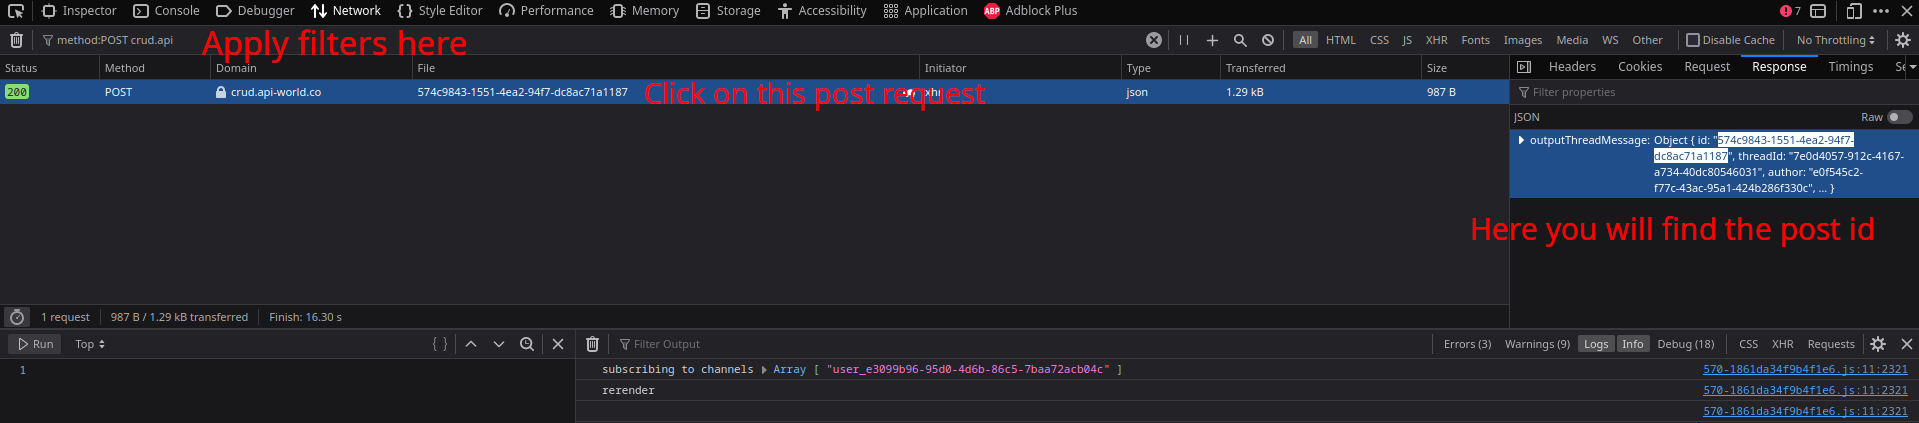 Inspector Console Debugger Network Style Editor Performance Memory Storage Accessibility Application ABP Adblock Plus 7
method:POST crud.api Apply filters here All HTML CSS JS XHR Fonts Images Media WS Other Disable Cache No Throttling
Status Method Domain File Initiator Type Transferred Size Headers Cookies Request Response Timings
200 POST crud.api-world.co 574c9843-1551-4ea2-94f7-dc8ac71a1187 Click on this post request xhr json 1.29 kB 987 B Filter properties
JSON Raw
outputThreadMessage: Object { id: "574c9843-1551-4ea2-94f7-
dc8ac71a1187", threadId: "7e0d4057-912c-4167-
a734-40dc80546031", author: "e0f545c2-
f77c-43ac-95a1-424b286f330c", ... }
Here you will find the post id
1 request 987 B / 1.29 kB transferred Finish: 16.30 s
Run Top { } Filter Output Errors (3) Warnings (9) Logs Info Debug (18) CSS XHR Requests
1 subscribing to channels Array [ "user_e3099b96-95d0-4d6b-86c5-7baa72acb04c" ] 570-1861da34f9b4f1e6.js:11:2321
rerender 570-1861da34f9b4f1e6.js:11:2321
570-1861da34f9b4f1e6.js:11:2321